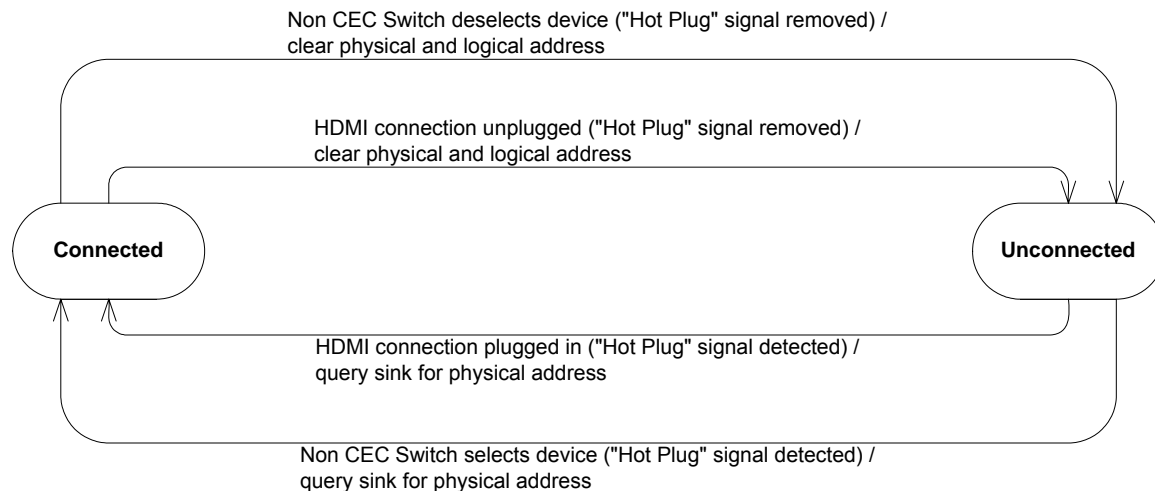 Non CEC Switch deselects device ("Hot Plug" signal removed) /
clear physical and logical address
HDMI connection unplugged ("Hot Plug" signal removed) /
clear physical and logical address
Connected
Unconnected
HDMI connection plugged in ("Hot Plug" signal detected) /
query sink for physical address
Non CEC Switch selects device ("Hot Plug" signal detected) /
query sink for physical address